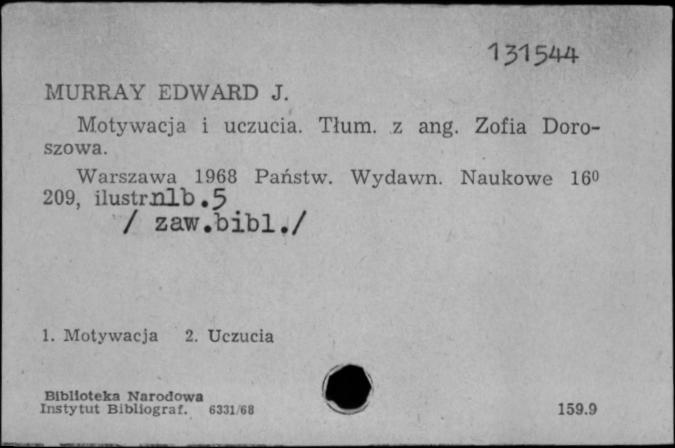 131544
MURRAY EDWARD J.
Motywacja i uczucia. Tłum. z ang. Zofia Doro-
szowa.
Warszawa 1968 Państw. Wydawn. Naukowe 16⁰
209, ilustr.nlb.5
/ zaw.bibl./
1. Motywacja 2. Uczucia
Biblioteka Narodowa
Instytut Bibliograf. 6331/68
159.9